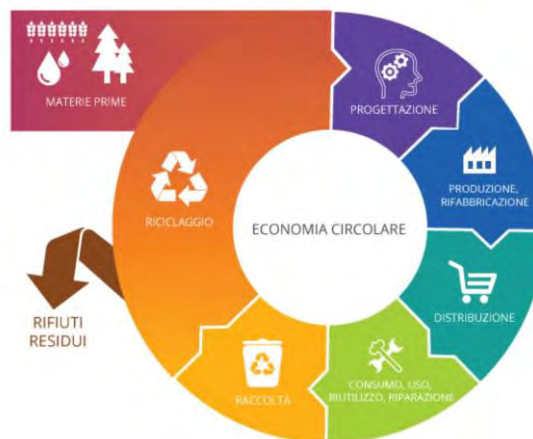 MATERIE PRIME
PROGETTAZIONE
PRODUZIONE,
RIFABBRICAZIONE
RICICLAGGIO
ECONOMIA CIRCOLARE
DISTRIBUZIONE
RIFIUTI
RESIDUI
CONSUMO, USO,
RIUTILIZZO, RIPARAZIONE
RACCOLTA